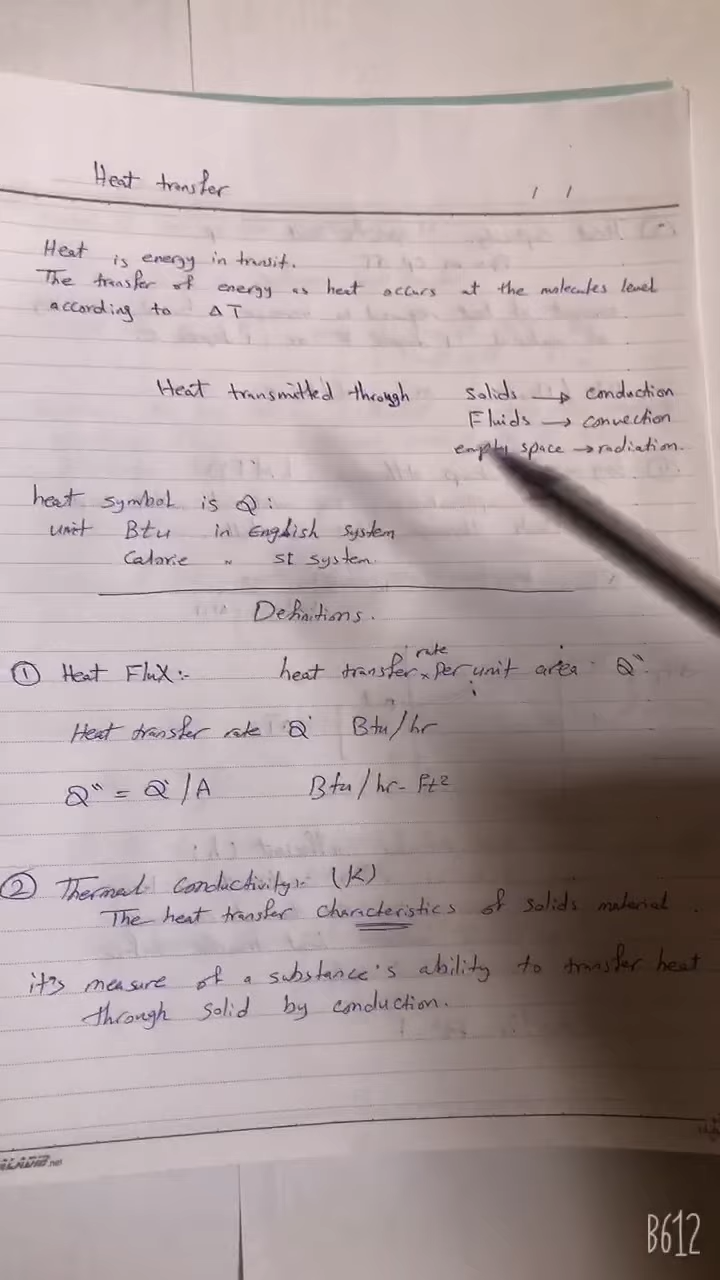 Heat transfer
/ /
Heat is energy in transit.
The transfer of energy as heat occurs at the molecules level
according to ΔT
Heat transmitted through solids → conduction
Fluids → convection
empty space → radiation.
heat symbol is Q:
unit Btu in English system
Calorie " SI system.
Definitions.
① Heat Flux:- heat transfer rate per unit area Q̇"
Heat transfer rate Q̇ Btu/hr
Q̇" = Q̇/A Btu/hr-Ft²
② Thermal Conductivity:- (K)
The heat transfer characteristics of solids material.
it's measure of a substance's ability to transfer heat
through solid by conduction.
B612